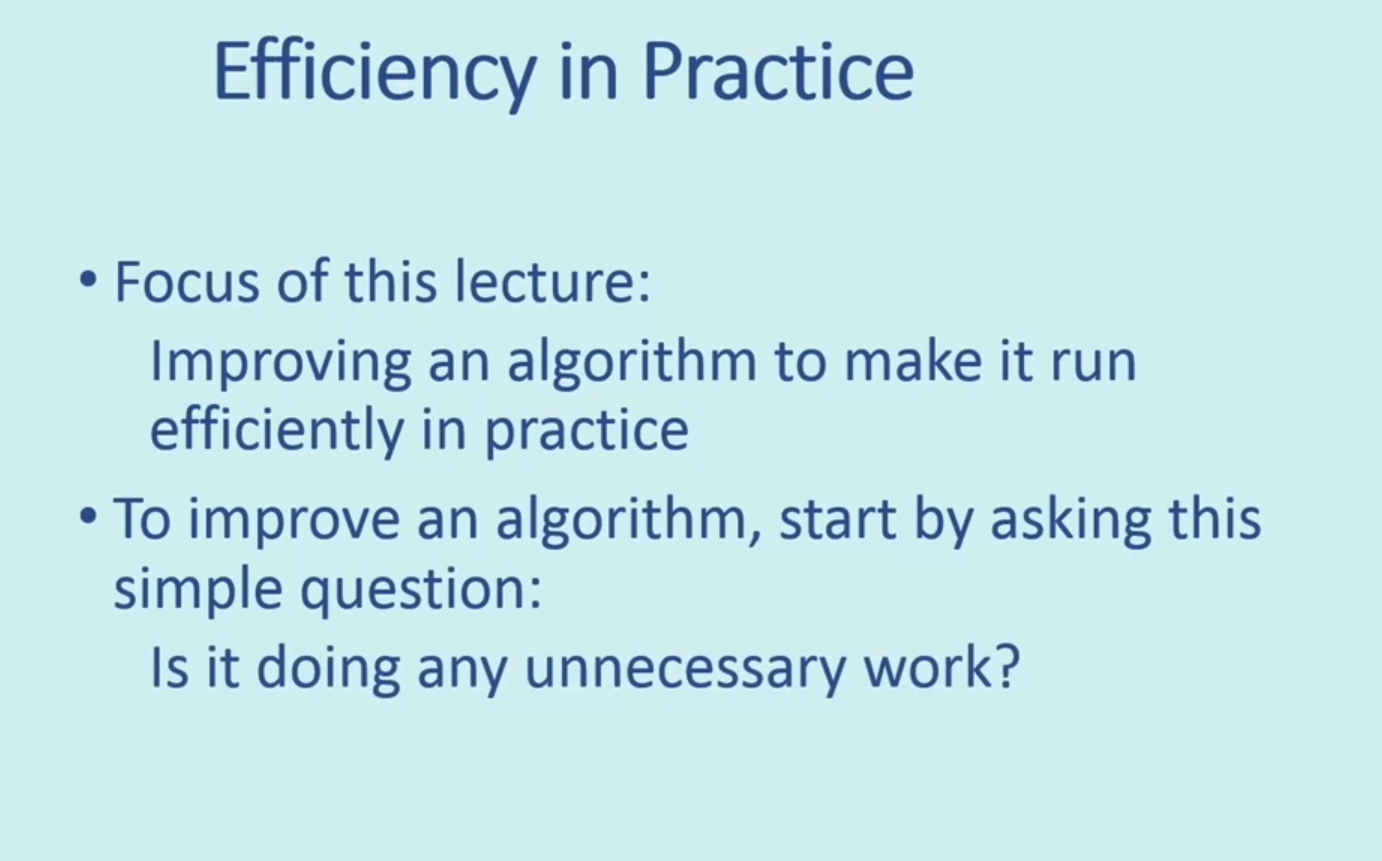 Efficiency in Practice
• Focus of this lecture:
Improving an algorithm to make it run
efficiently in practice
• To improve an algorithm, start by asking this
simple question:
Is it doing any unnecessary work?